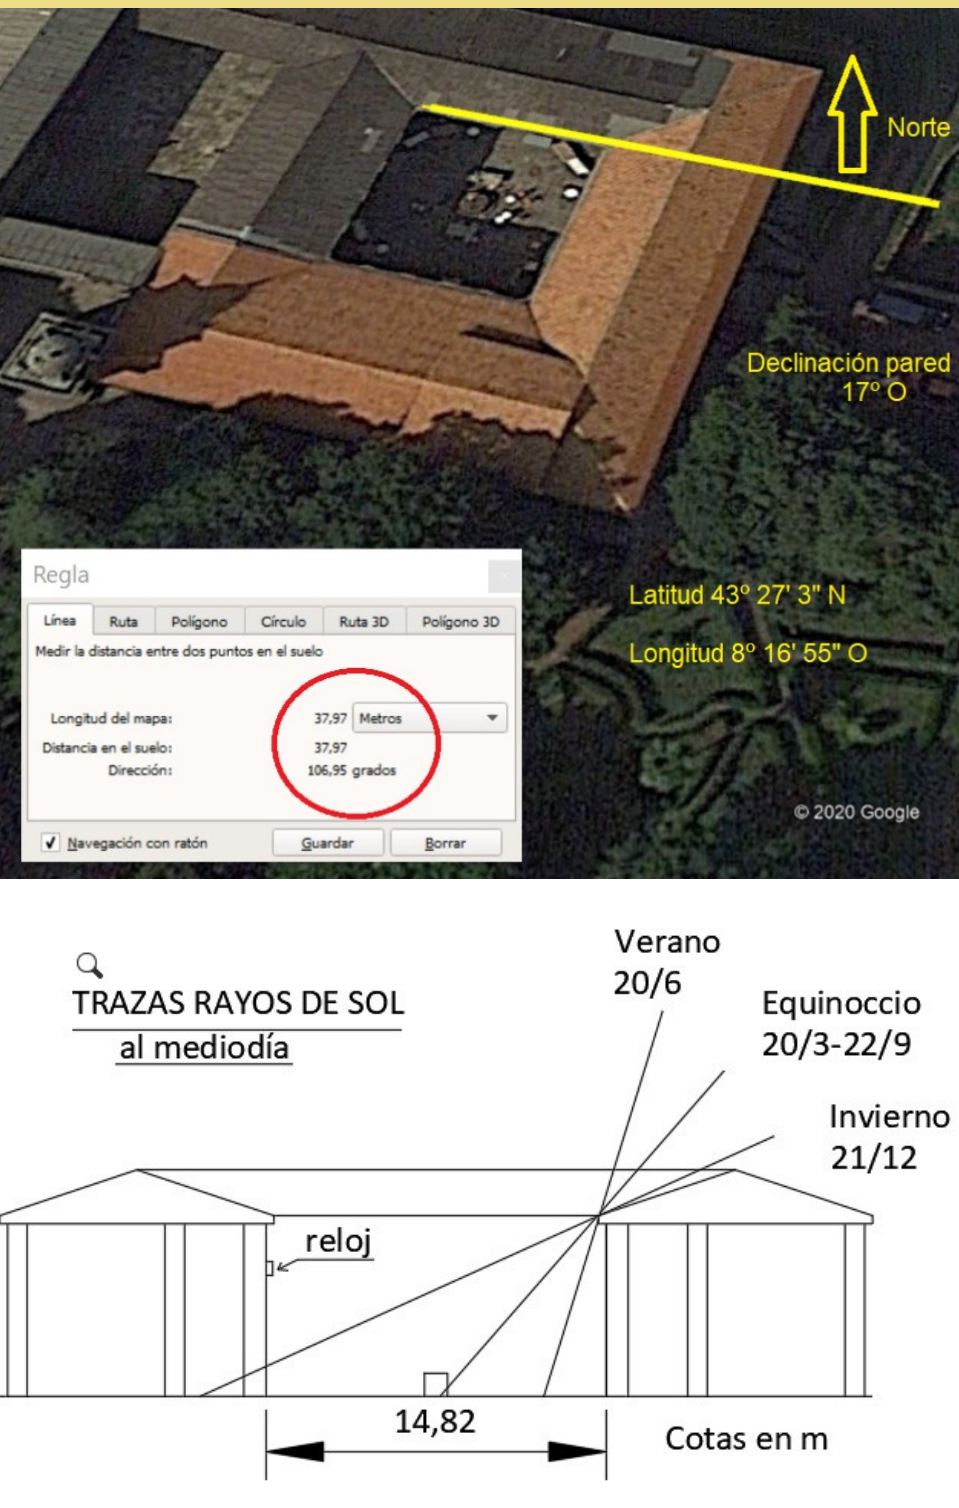 Norte
Declinación pared
17º O
Latitud 43º 27' 3" N
Longitud 8º 16' 55" O
© 2020 Google
Regla
Línea Ruta Polígono Círculo Ruta 3D Polígono 3D
Medir la distancia entre dos puntos en el suelo
Longitud del mapa: 37,97 Metros
Distancia en el suelo: 37,97
Dirección: 106,95 grados
Navegación con ratón Guardar Borrar
TRAZAS RAYOS DE SOL
al mediodía
Verano
20/6
Equinoccio
20/3-22/9
Invierno
21/12
reloj
14,82
Cotas en m